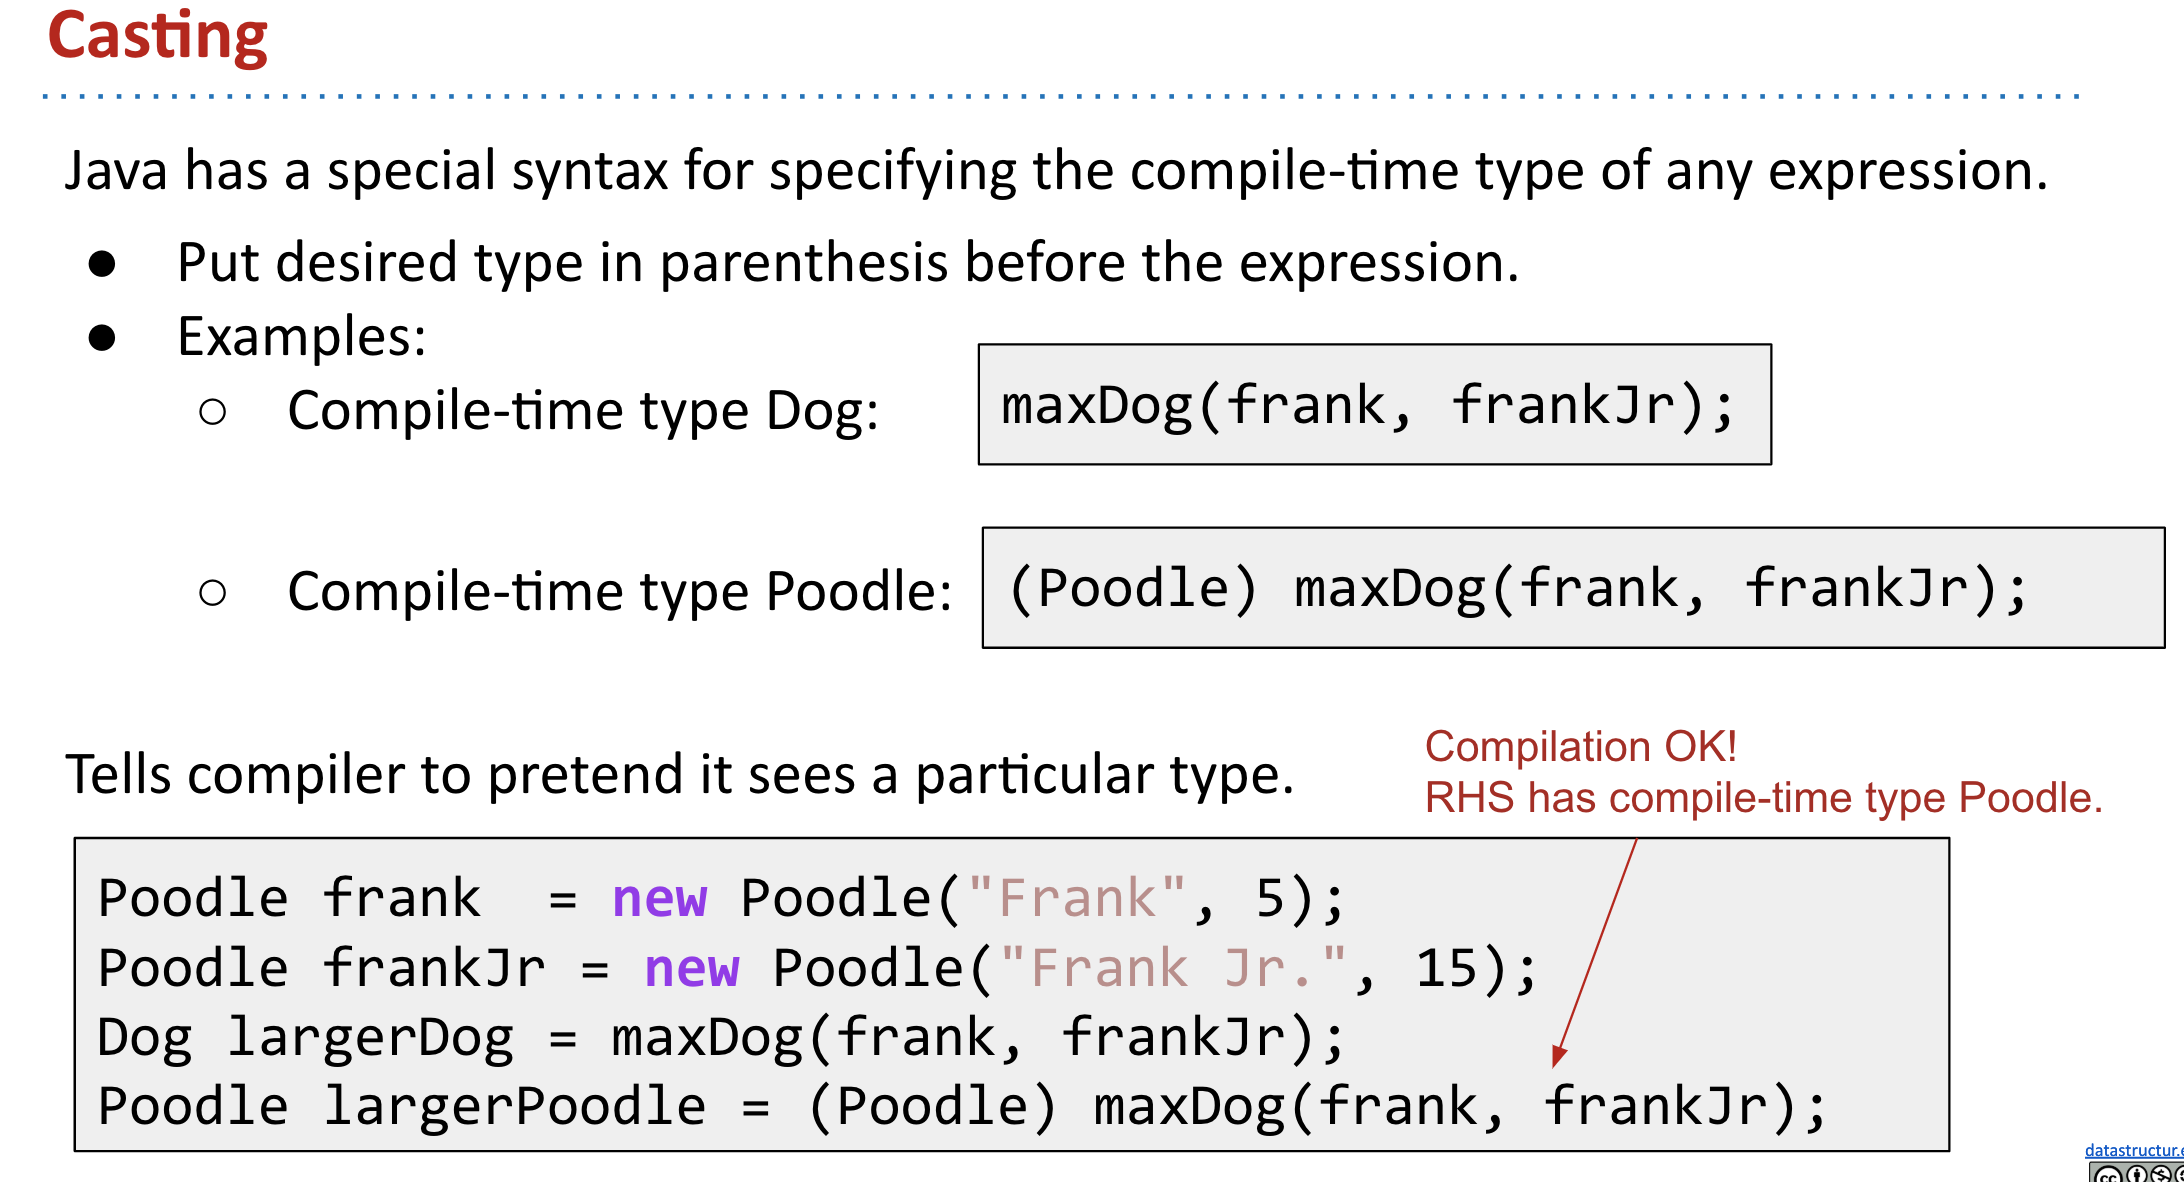 Casting
Java has a special syntax for specifying the compile-time type of any expression.
● Put desired type in parenthesis before the expression.
● Examples:
○ Compile-time type Dog: maxDog(frank, frankJr);
○ Compile-time type Poodle: (Poodle) maxDog(frank, frankJr);
Tells compiler to pretend it sees a particular type.
Compilation OK!
RHS has compile-time type Poodle.
Poodle frank  = new Poodle("Frank", 5);
Poodle frankJr = new Poodle("Frank Jr.", 15);
Dog largerDog = maxDog(frank, frankJr);
Poodle largerPoodle = (Poodle) maxDog(frank, frankJr);